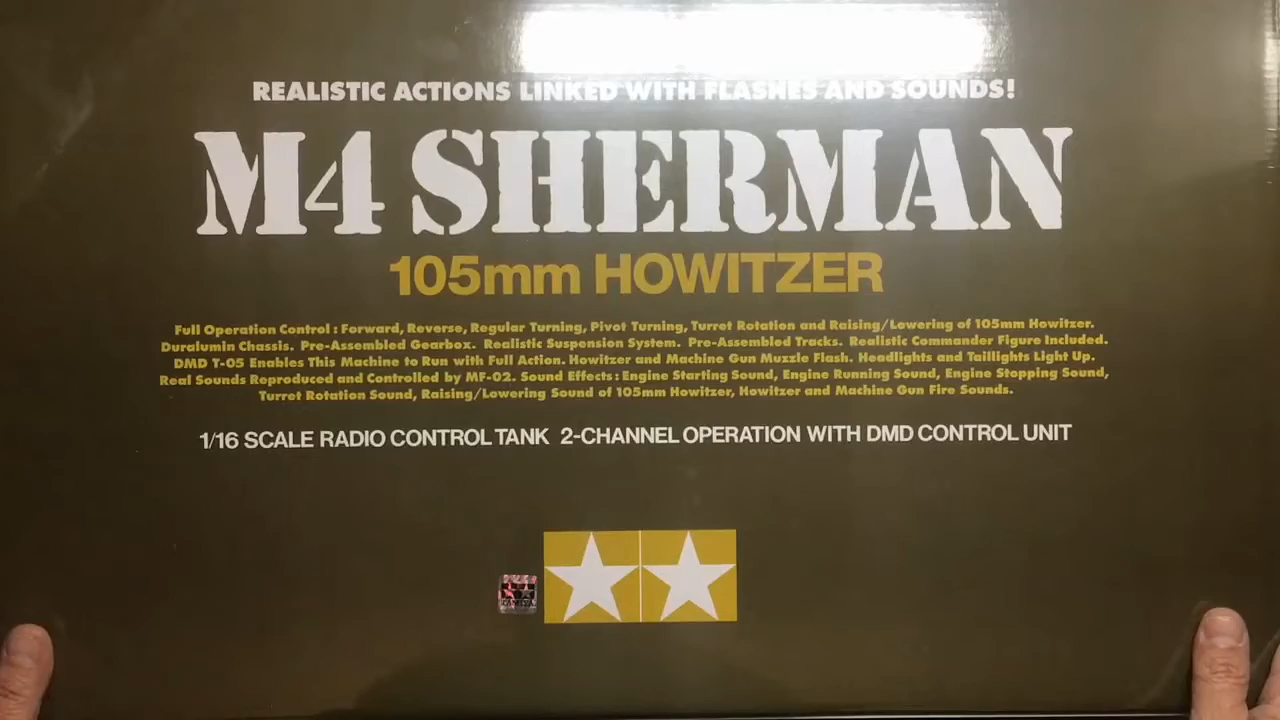 REALISTIC ACTIONS LINKED WITH FLASHES AND SOUNDS!
M4 SHERMAN
105mm HOWITZER
Full Operation Control : Forward, Reverse, Regular Turning, Pivot Turning, Turret Rotation and Raising/Lowering of 105mm Howitzer.
Duralumin Chassis. Pre-Assembled Gearbox. Realistic Suspension System. Pre-Assembled Tracks. Realistic Commander Figure Included.
DMD T-05 Enables This Machine to Run with Full Action. Howitzer and Machine Gun Muzzle Flash. Headlights and Taillights Light Up.
Real Sounds Reproduced and Controlled by MF-02. Sound Effects : Engine Starting Sound, Engine Running Sound, Engine Stopping Sound,
Turret Rotation Sound, Raising/Lowering Sound of 105mm Howitzer, Howitzer and Machine Gun Fire Sounds.
1/16 SCALE RADIO CONTROL TANK 2-CHANNEL OPERATION WITH DMD CONTROL UNIT
TAMIYA